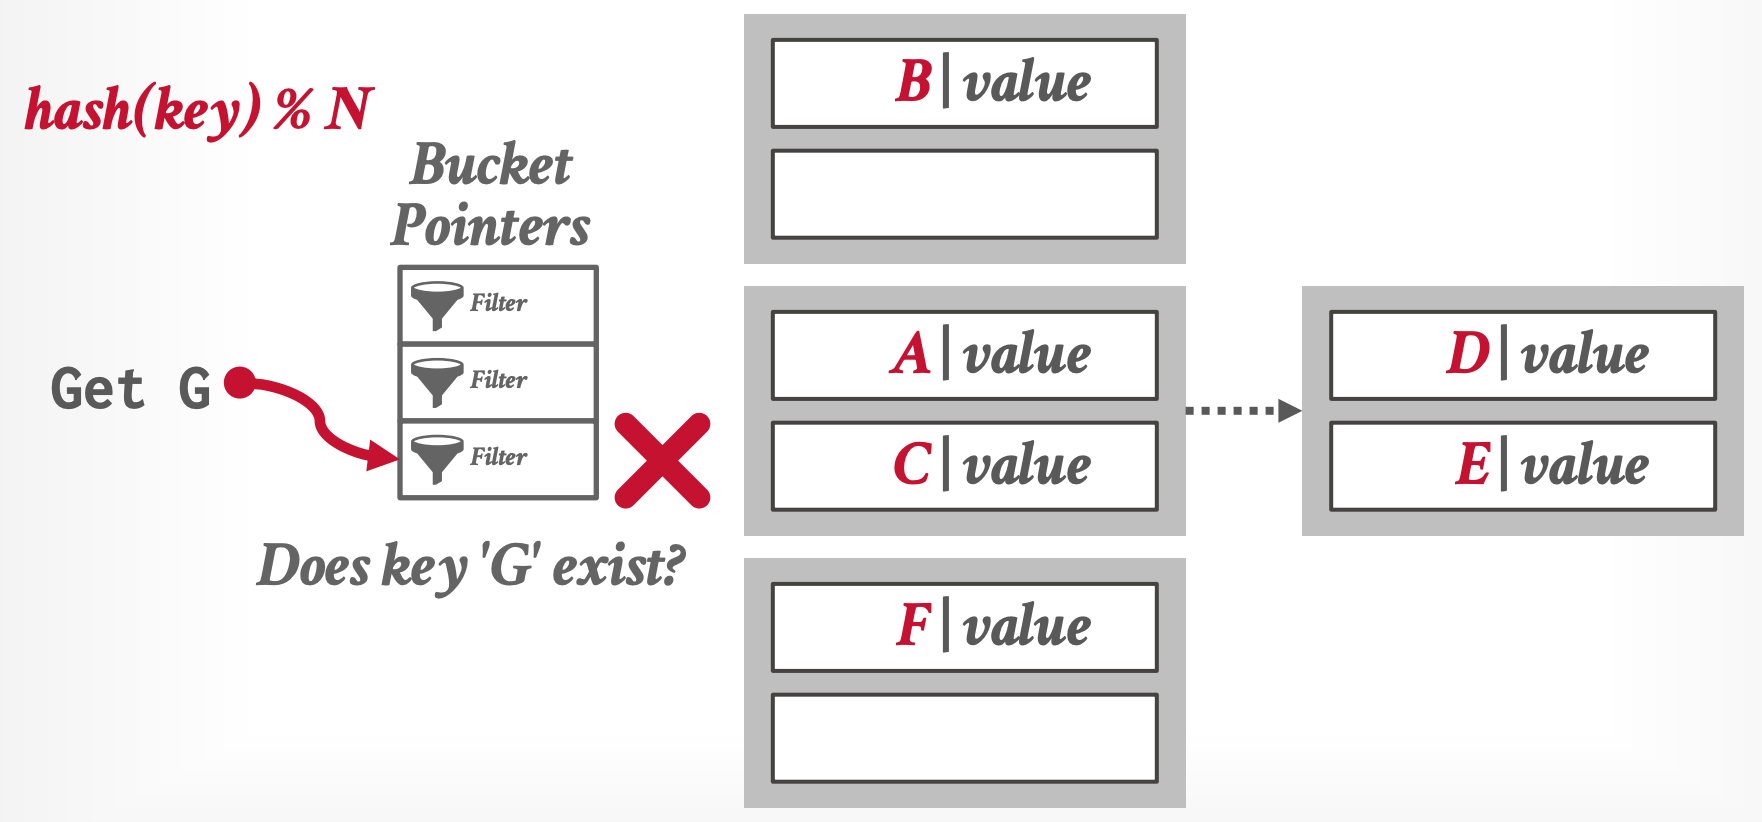 hash(key) % N
Bucket
Pointers
Filter
Filter
Filter
Get G
Does key 'G' exist?
B|value
A|value
C|value
D|value
E|value
F|value